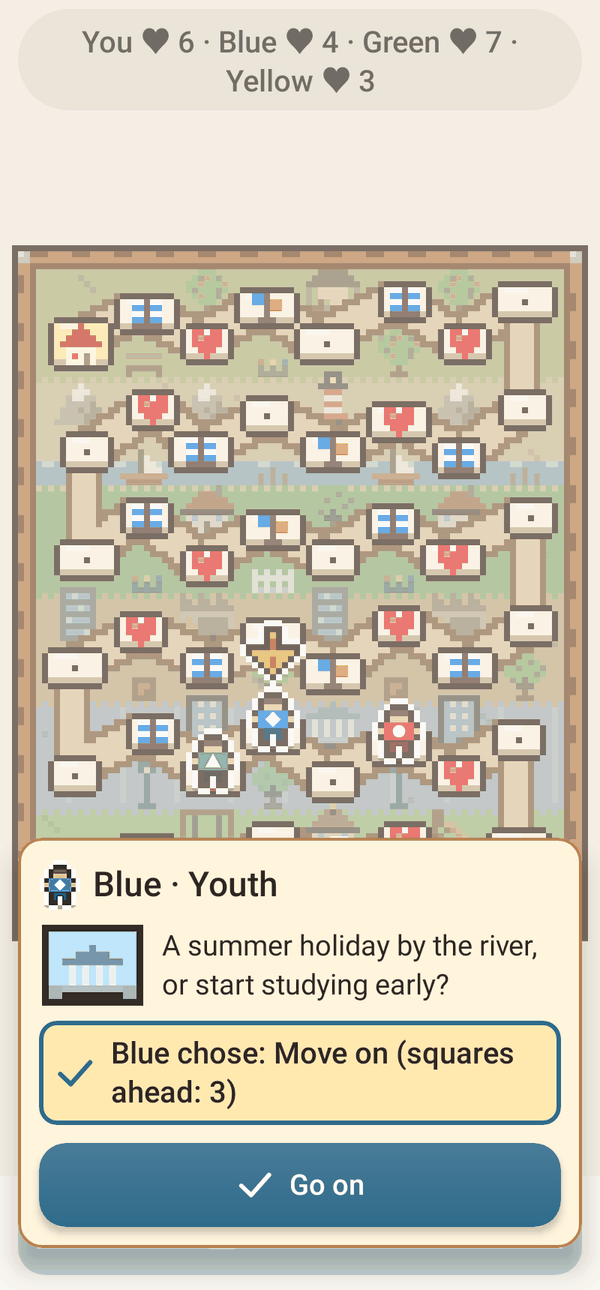 You ♥ 6 · Blue ♥ 4 · Green ♥ 7 ·
Yellow ♥ 3
Blue · Youth
A summer holiday by the river,
or start studying early?
Blue chose: Move on (squares
ahead: 3)
Go on